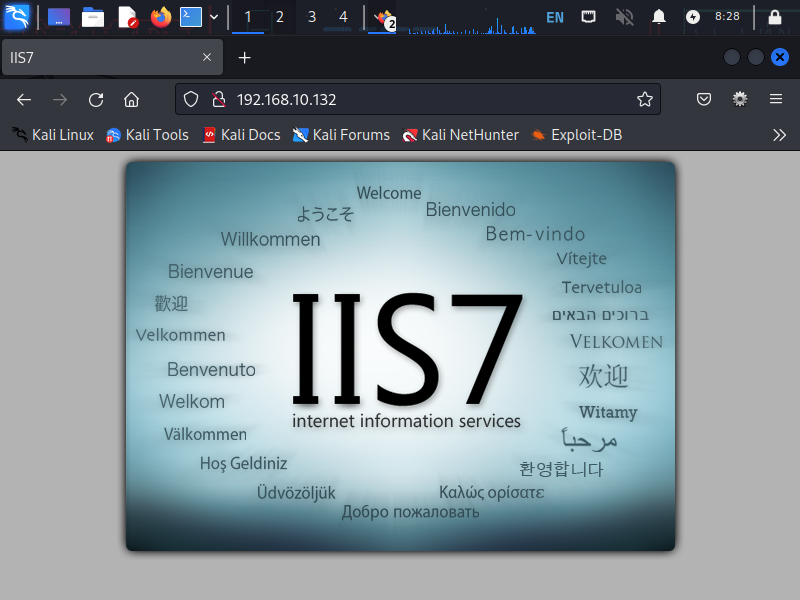 1 2 3 4 2 EN 8:28
IIS7
192.168.10.132
Kali Linux Kali Tools Kali Docs Kali Forums Kali NetHunter Exploit-DB
Welcome
ようこそ
Bienvenido
Willkommen
Bem-vindo
Vítejte
Bienvenue
Tervetuloa
歡迎
ברוכים הבאים
Velkommen
VELKOMEN
Benvenuto
欢迎
Welkom
Witamy
IIS7
internet information services
Välkommen
مرحباً
Hoş Geldiniz
환영합니다
Üdvözöljük
Καλώς ορίσατε
Добро пожаловать